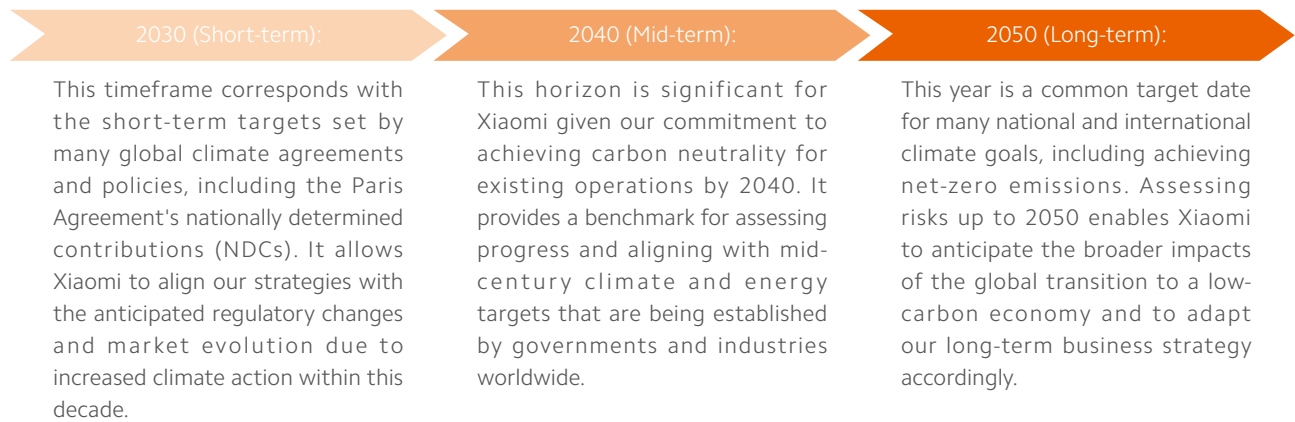 2030 (Short-term):
This timeframe corresponds with
the short-term targets set by
many global climate agreements
and policies, including the Paris
Agreement's nationally determined
contributions (NDCs). It allows
Xiaomi to align our strategies with
the anticipated regulatory changes
and market evolution due to
increased climate action within this
decade.
2040 (Mid-term):
This horizon is significant for
Xiaomi given our commitment to
achieving carbon neutrality for
existing operations by 2040. It
provides a benchmark for assessing
progress and aligning with mid-
century climate and energy
targets that are being established
by governments and industries
worldwide.
2050 (Long-term):
This year is a common target date
for many national and international
climate goals, including achieving
net-zero emissions. Assessing
risks up to 2050 enables Xiaomi
to anticipate the broader impacts
of the global transition to a low-
carbon economy and to adapt
our long-term business strategy
accordingly.